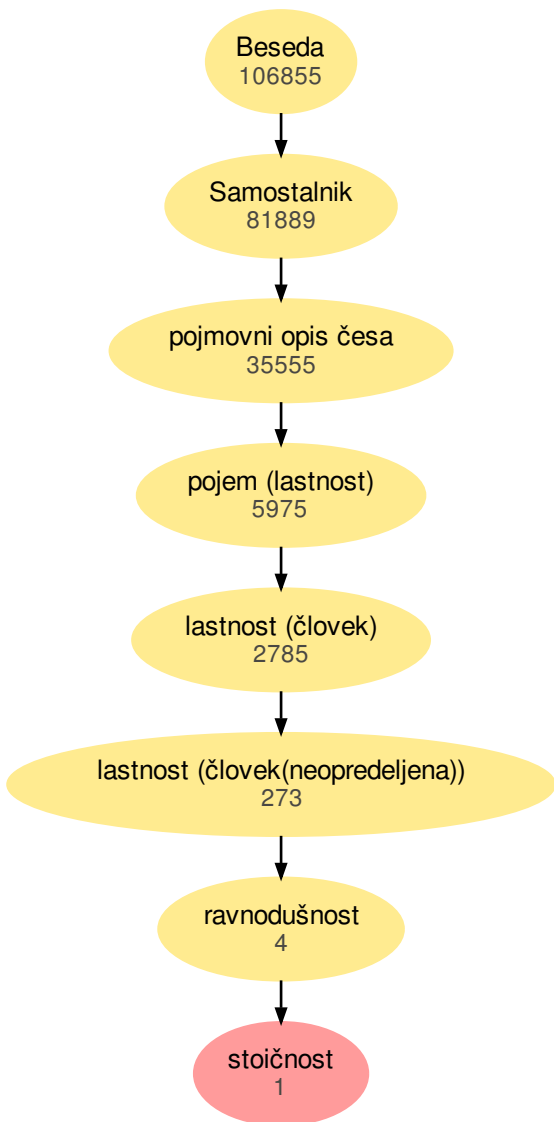 Beseda
106855
Samostalnik
81889
pojmovni opis česa
35555
pojem (lastnost)
5975
lastnost (človek)
2785
lastnost (človek(neopredeljena))
273
ravnodušnost
4
stoičnost
1